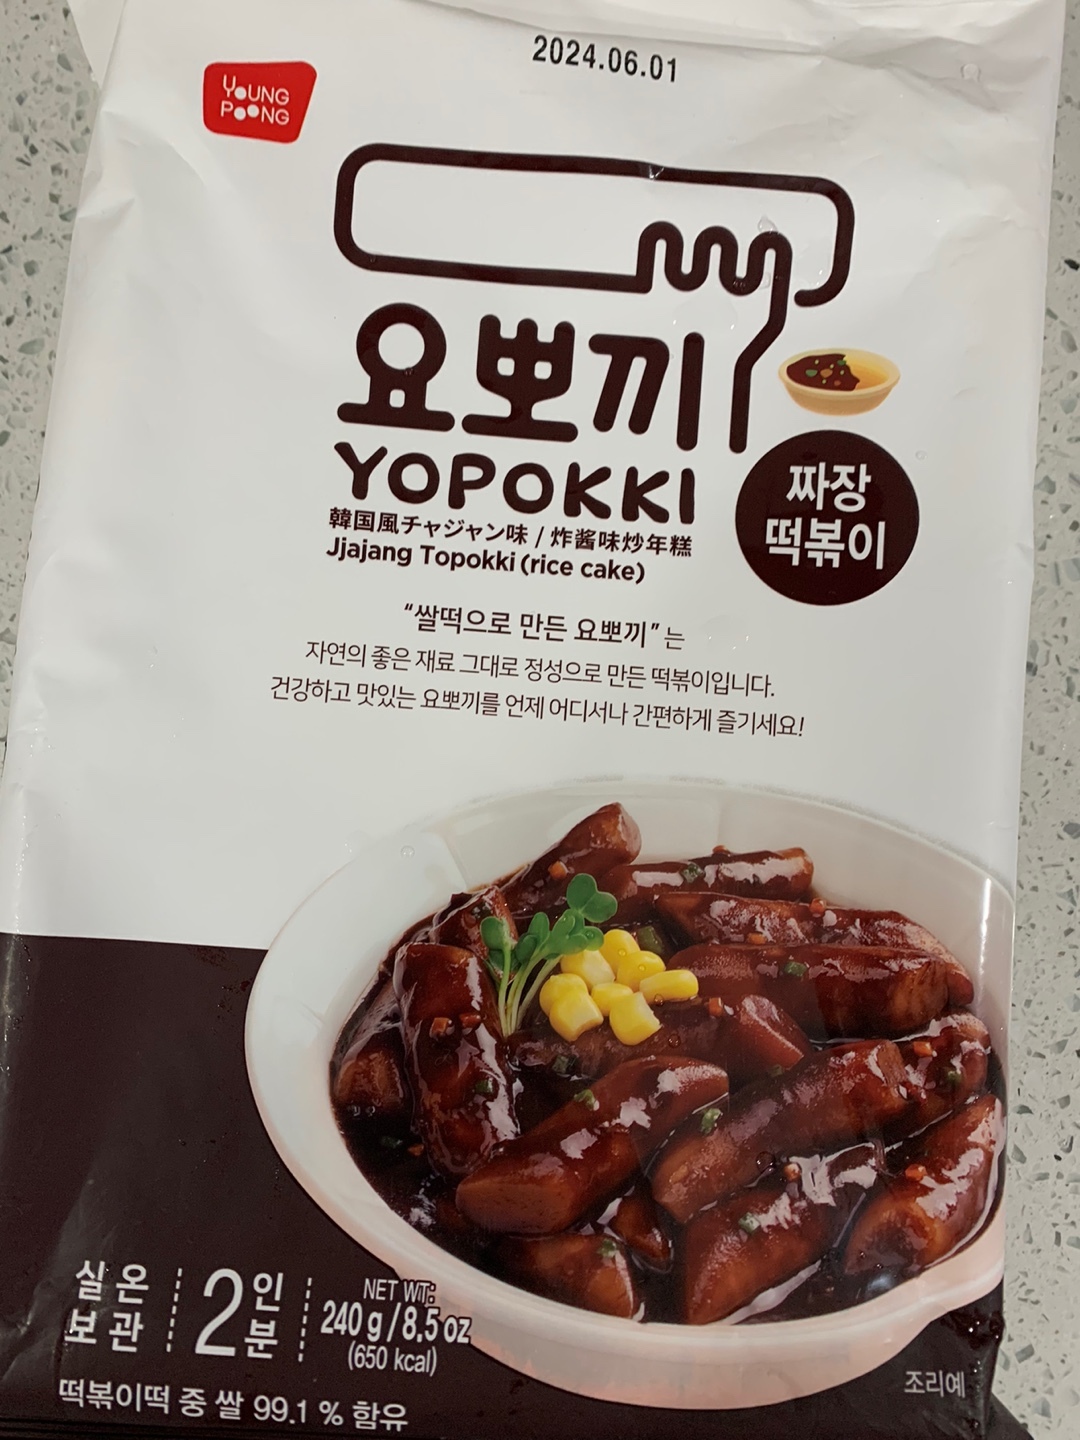 2024.06.01
YOUNG
POONG
요뽀끼
YOPOKKI
韓国風チャジャン味 / 炸酱味炒年糕
Jjajang Topokki (rice cake)
짜장
떡볶이
“쌀떡으로 만든 요뽀끼” 는
자연의 좋은 재료 그대로 정성으로 만든 떡볶이입니다.
건강하고 맛있는 요뽀끼를 언제 어디서나 간편하게 즐기세요!
실온
보관
2인분
NET WT:
240 g / 8.5 oz
(650 kcal)
조리예
떡볶이떡 중 쌀 99.1 % 함유